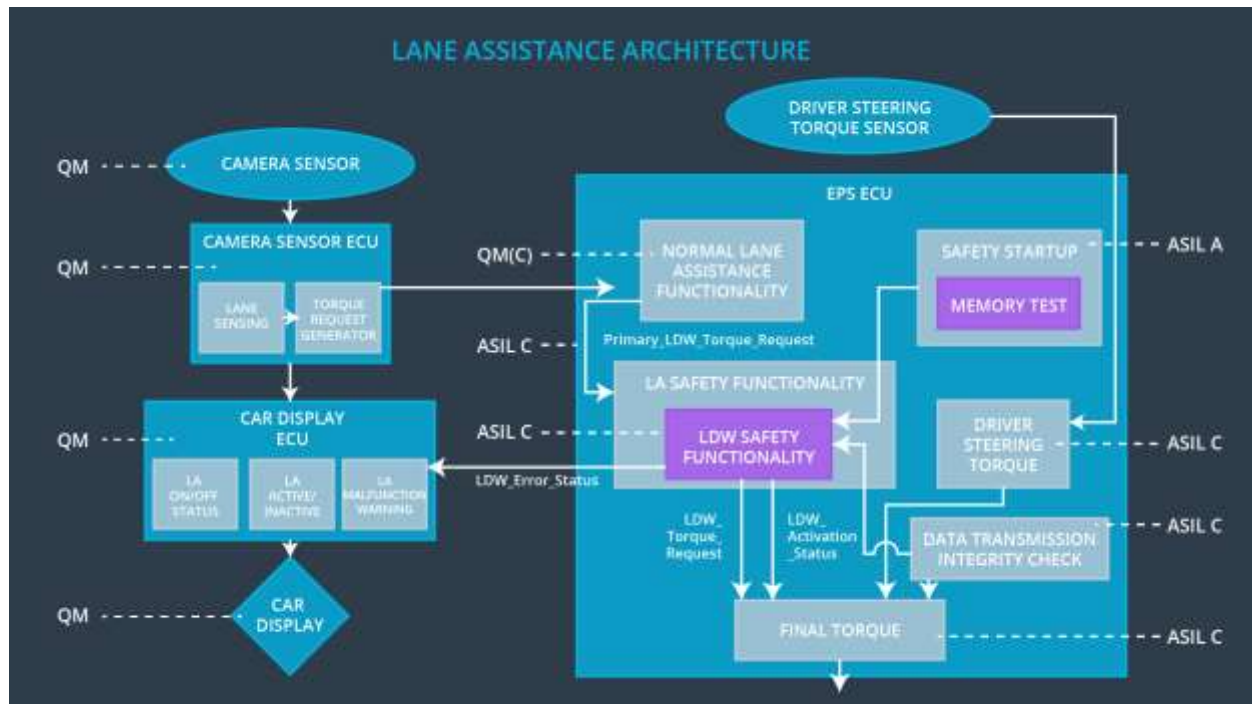 LANE ASSISTANCE ARCHITECTURE
DRIVER STEERING
TORQUE SENSOR
QM
CAMERA SENSOR
EPS ECU
CAMERA SENSOR ECU
QM
LANE
SENSING
TORQUE
REQUEST
GENERATOR
QM(C)
NORMAL LANE
ASSISTANCE
FUNCTIONALITY
SAFETY STARTUP
ASIL A
MEMORY TEST
ASIL C
Primary_LDW_Torque_Request
LA SAFETY FUNCTIONALITY
CAR DISPLAY
ECU
QM
LA
ON/OFF
STATUS
LA
ACTIVE/
INACTIVE
LA
MALFUNCTION
WARNING
ASIL C
LDW SAFETY
FUNCTIONALITY
DRIVER
STEERING
TORQUE
ASIL C
LDW_Error_Status
LDW_
Torque_
Request
LDW_
Activation
_Status
DATA TRANSMISSION
INTEGRITY CHECK
ASIL C
QM
CAR
DISPLAY
FINAL TORQUE
ASIL C